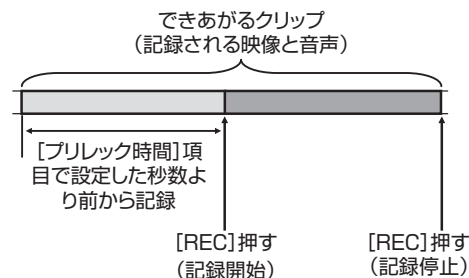 できあがるクリップ
（記録される映像と音声）
［プリレック時間］項
目で設定した秒数よ
り前から記録
［REC］押す
（記録開始）
［REC］押す
（記録停止）